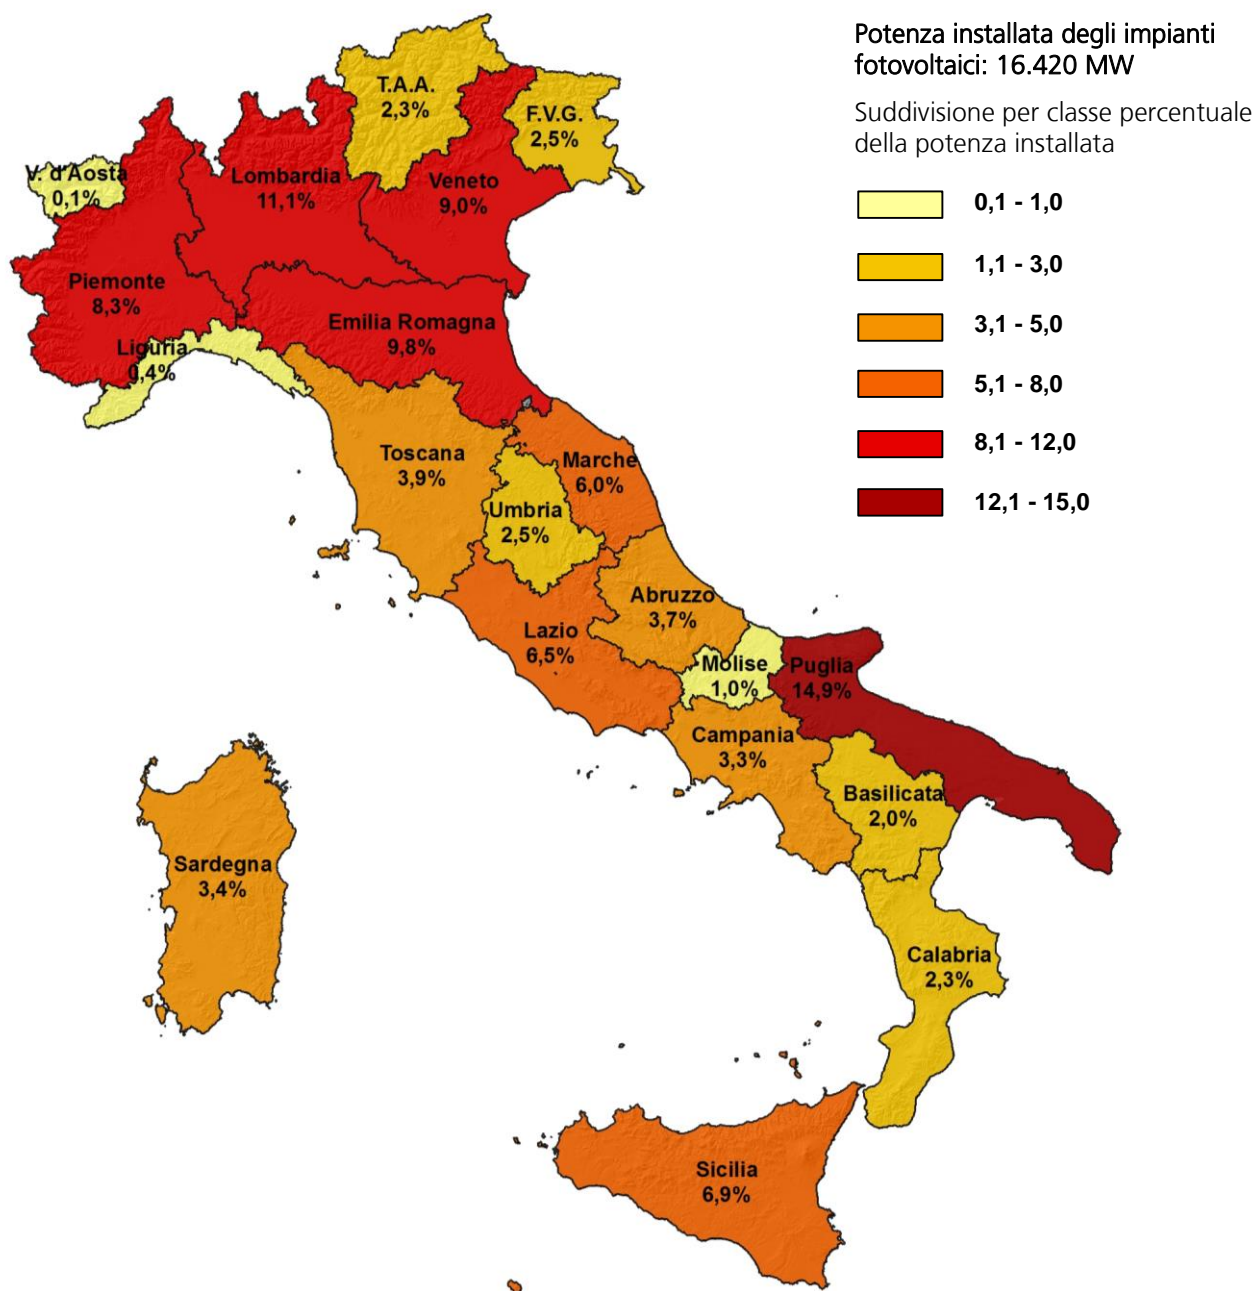 Potenza installata degli impianti
fotovoltaici: 16.420 MW
Suddivisione per classe percentuale
della potenza installata
0,1 - 1,0
1,1 - 3,0
3,1 - 5,0
5,1 - 8,0
8,1 - 12,0
12,1 - 15,0
T.A.A.
2,3%
F.V.G.
2,5%
V. d'Aosta
0,1%
Lombardia
11,1%
Veneto
9,0%
Piemonte
8,3%
Emilia Romagna
9,8%
Liguria
0,4%
Toscana
3,9%
Marche
6,0%
Umbria
2,5%
Abruzzo
3,7%
Lazio
6,5%
Molise
1,0%
Puglia
14,9%
Campania
3,3%
Basilicata
2,0%
Sardegna
3,4%
Calabria
2,3%
Sicilia
6,9%